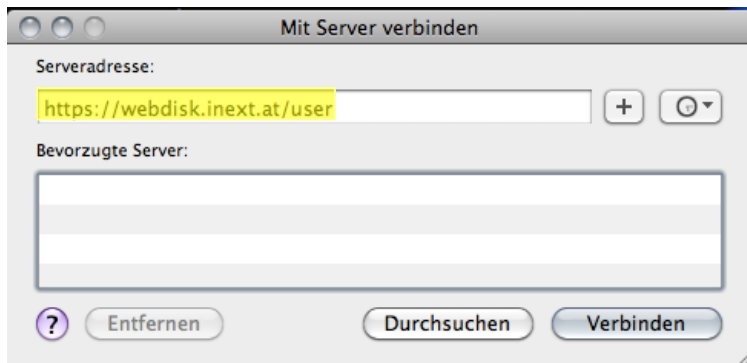 Mit Server verbinden
Serveradresse:
https://webdisk.inext.at/user
+
Bevorzugte Server:
? Entfernen Durchsuchen Verbinden